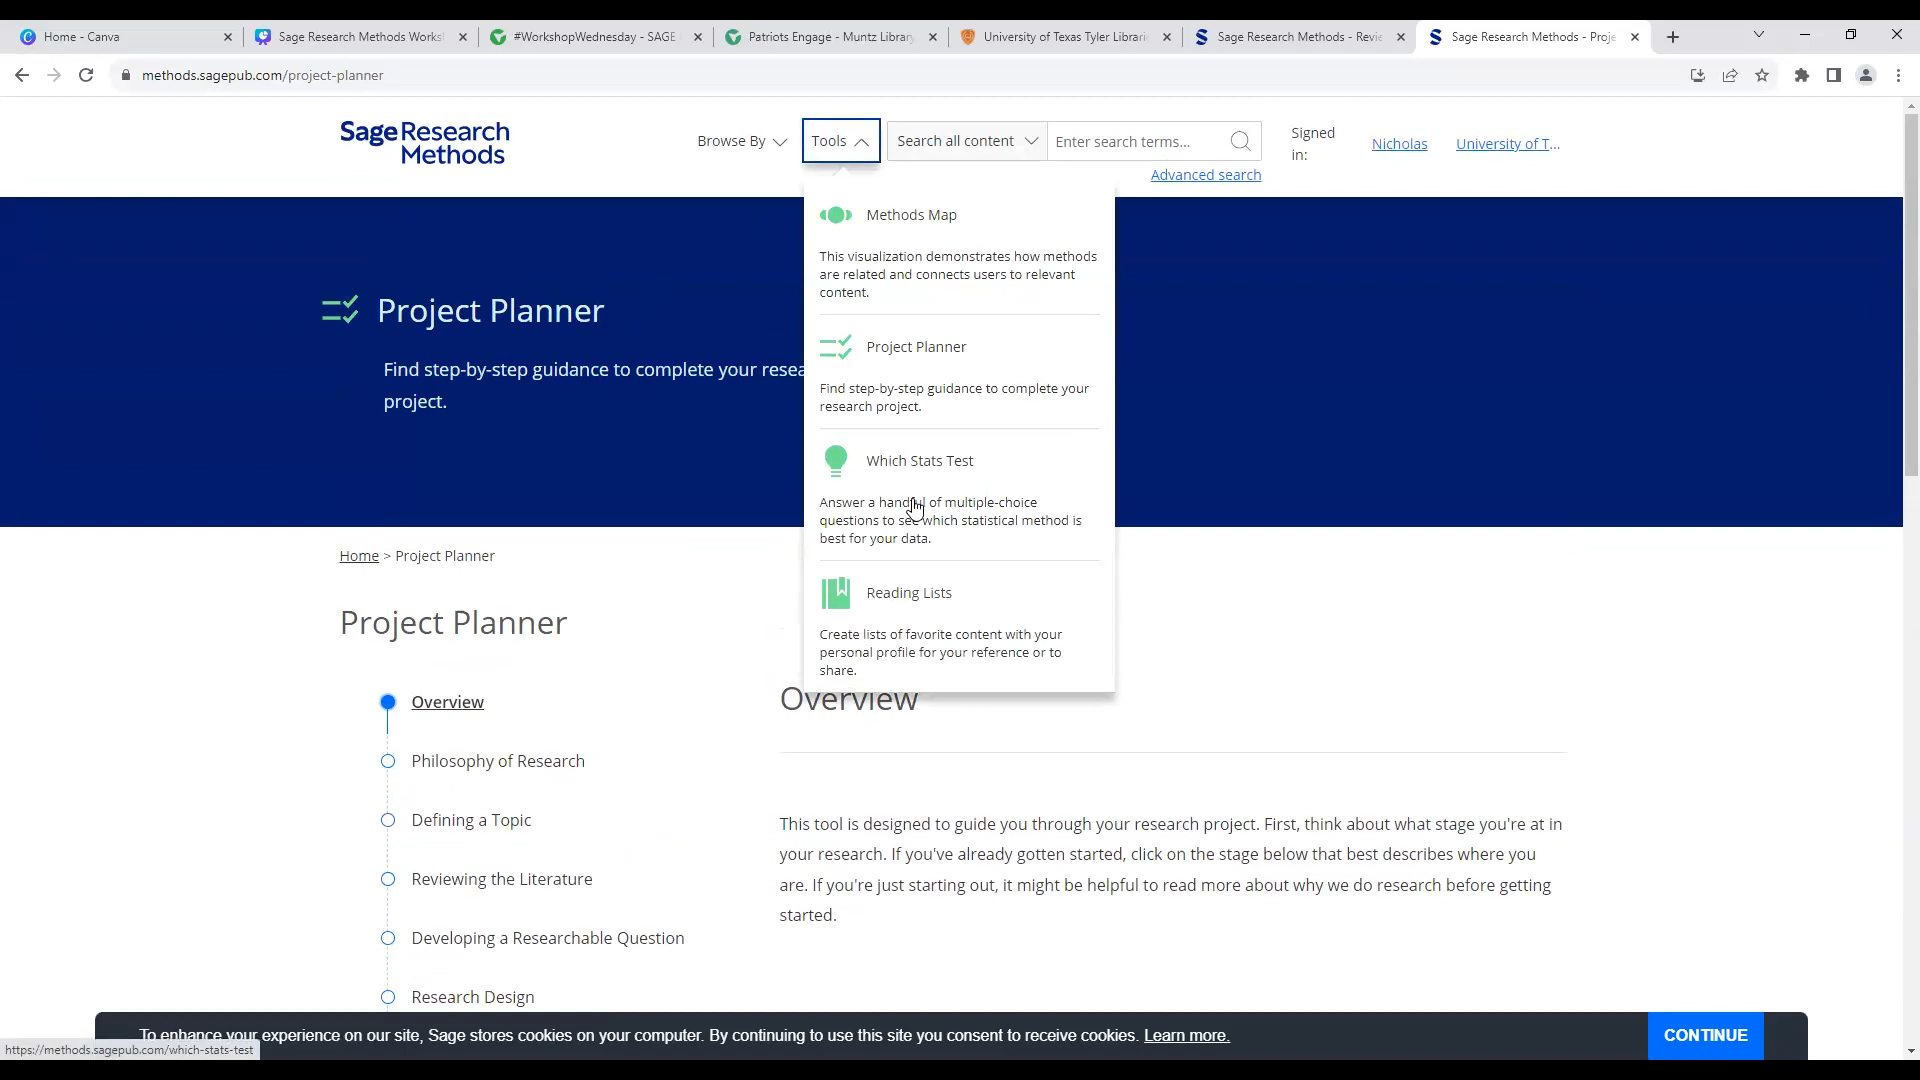 Home - Canva
Sage Research Methods Works
#WorkshopWednesday - SAGE
Patriots Engage - Muntz Library
University of Texas Tyler Librarie
Sage Research Methods - Revie
Sage Research Methods - Proje
methods.sagepub.com/project-planner
Sage Research
Methods
Browse By
Tools
Search all content
Enter search terms...
Signed
in:
Nicholas
University of T...
Advanced search
Methods Map
This visualization demonstrates how methods
are related and connects users to relevant
content.
Project Planner
Find step-by-step guidance to complete your
research project.
Which Stats Test
Answer a handful of multiple-choice
questions to see which statistical method is
best for your data.
Reading Lists
Create lists of favorite content with your
personal profile for your reference or to
share.
Project Planner
Find step-by-step guidance to complete your resea
project.
Home > Project Planner
Project Planner
Overview
Philosophy of Research
Defining a Topic
Reviewing the Literature
Developing a Researchable Question
Research Design
Overview
This tool is designed to guide you through your research project. First, think about what stage you're at in
your research. If you've already gotten started, click on the stage below that best describes where you
are. If you're just starting out, it might be helpful to read more about why we do research before getting
started.
To enhance your experience on our site, Sage stores cookies on your computer. By continuing to use this site you consent to receive cookies. Learn more.
CONTINUE
https://methods.sagepub.com/which-stats-test